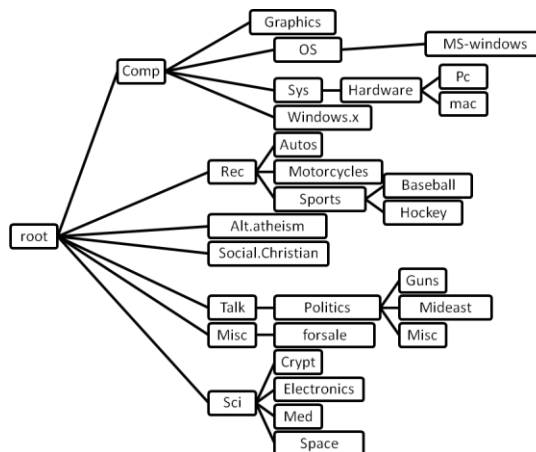 Graphics
OS
MS-windows
Comp
Pc
Sys
Hardware
mac
Windows.x
Autos
Rec
Motorcycles
Baseball
Sports
Hockey
Alt.atheism
root
Social.Christian
Guns
Talk
Politics
Mideast
Misc
forsale
Misc
Crypt
Electronics
Sci
Med
Space